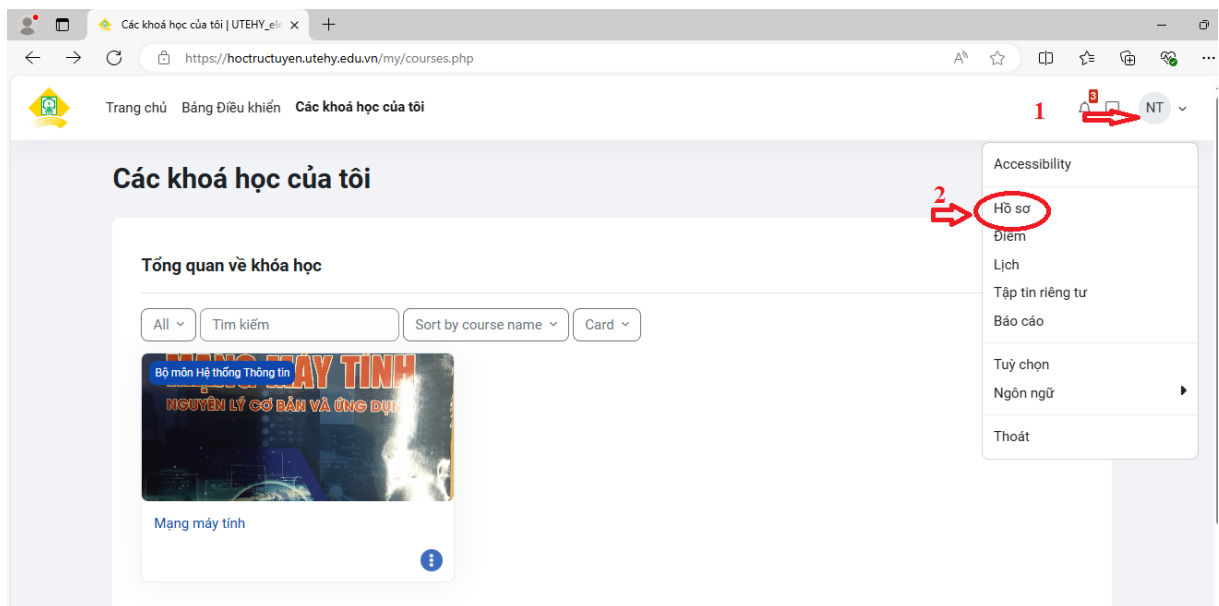 Các khoá học của tôi | UTEHY_ele
https://hoctructuyen.utehy.edu.vn/my/courses.php
Trang chủ Bảng Điều khiển Các khoá học của tôi
1
3
NT
Các khoá học của tôi
Accessibility
2
Hồ sơ
Điểm
Lịch
Tập tin riêng tư
Báo cáo
Tuỳ chọn
Ngôn ngữ
Thoát
Tổng quan về khóa học
All
Tìm kiếm
Sort by course name
Card
Bộ môn Hệ thống Thông tin
MẠNG MÁY TÍNH
NGUYÊN LÝ CƠ BẢN VÀ ỨNG DỤN
Mạng máy tính